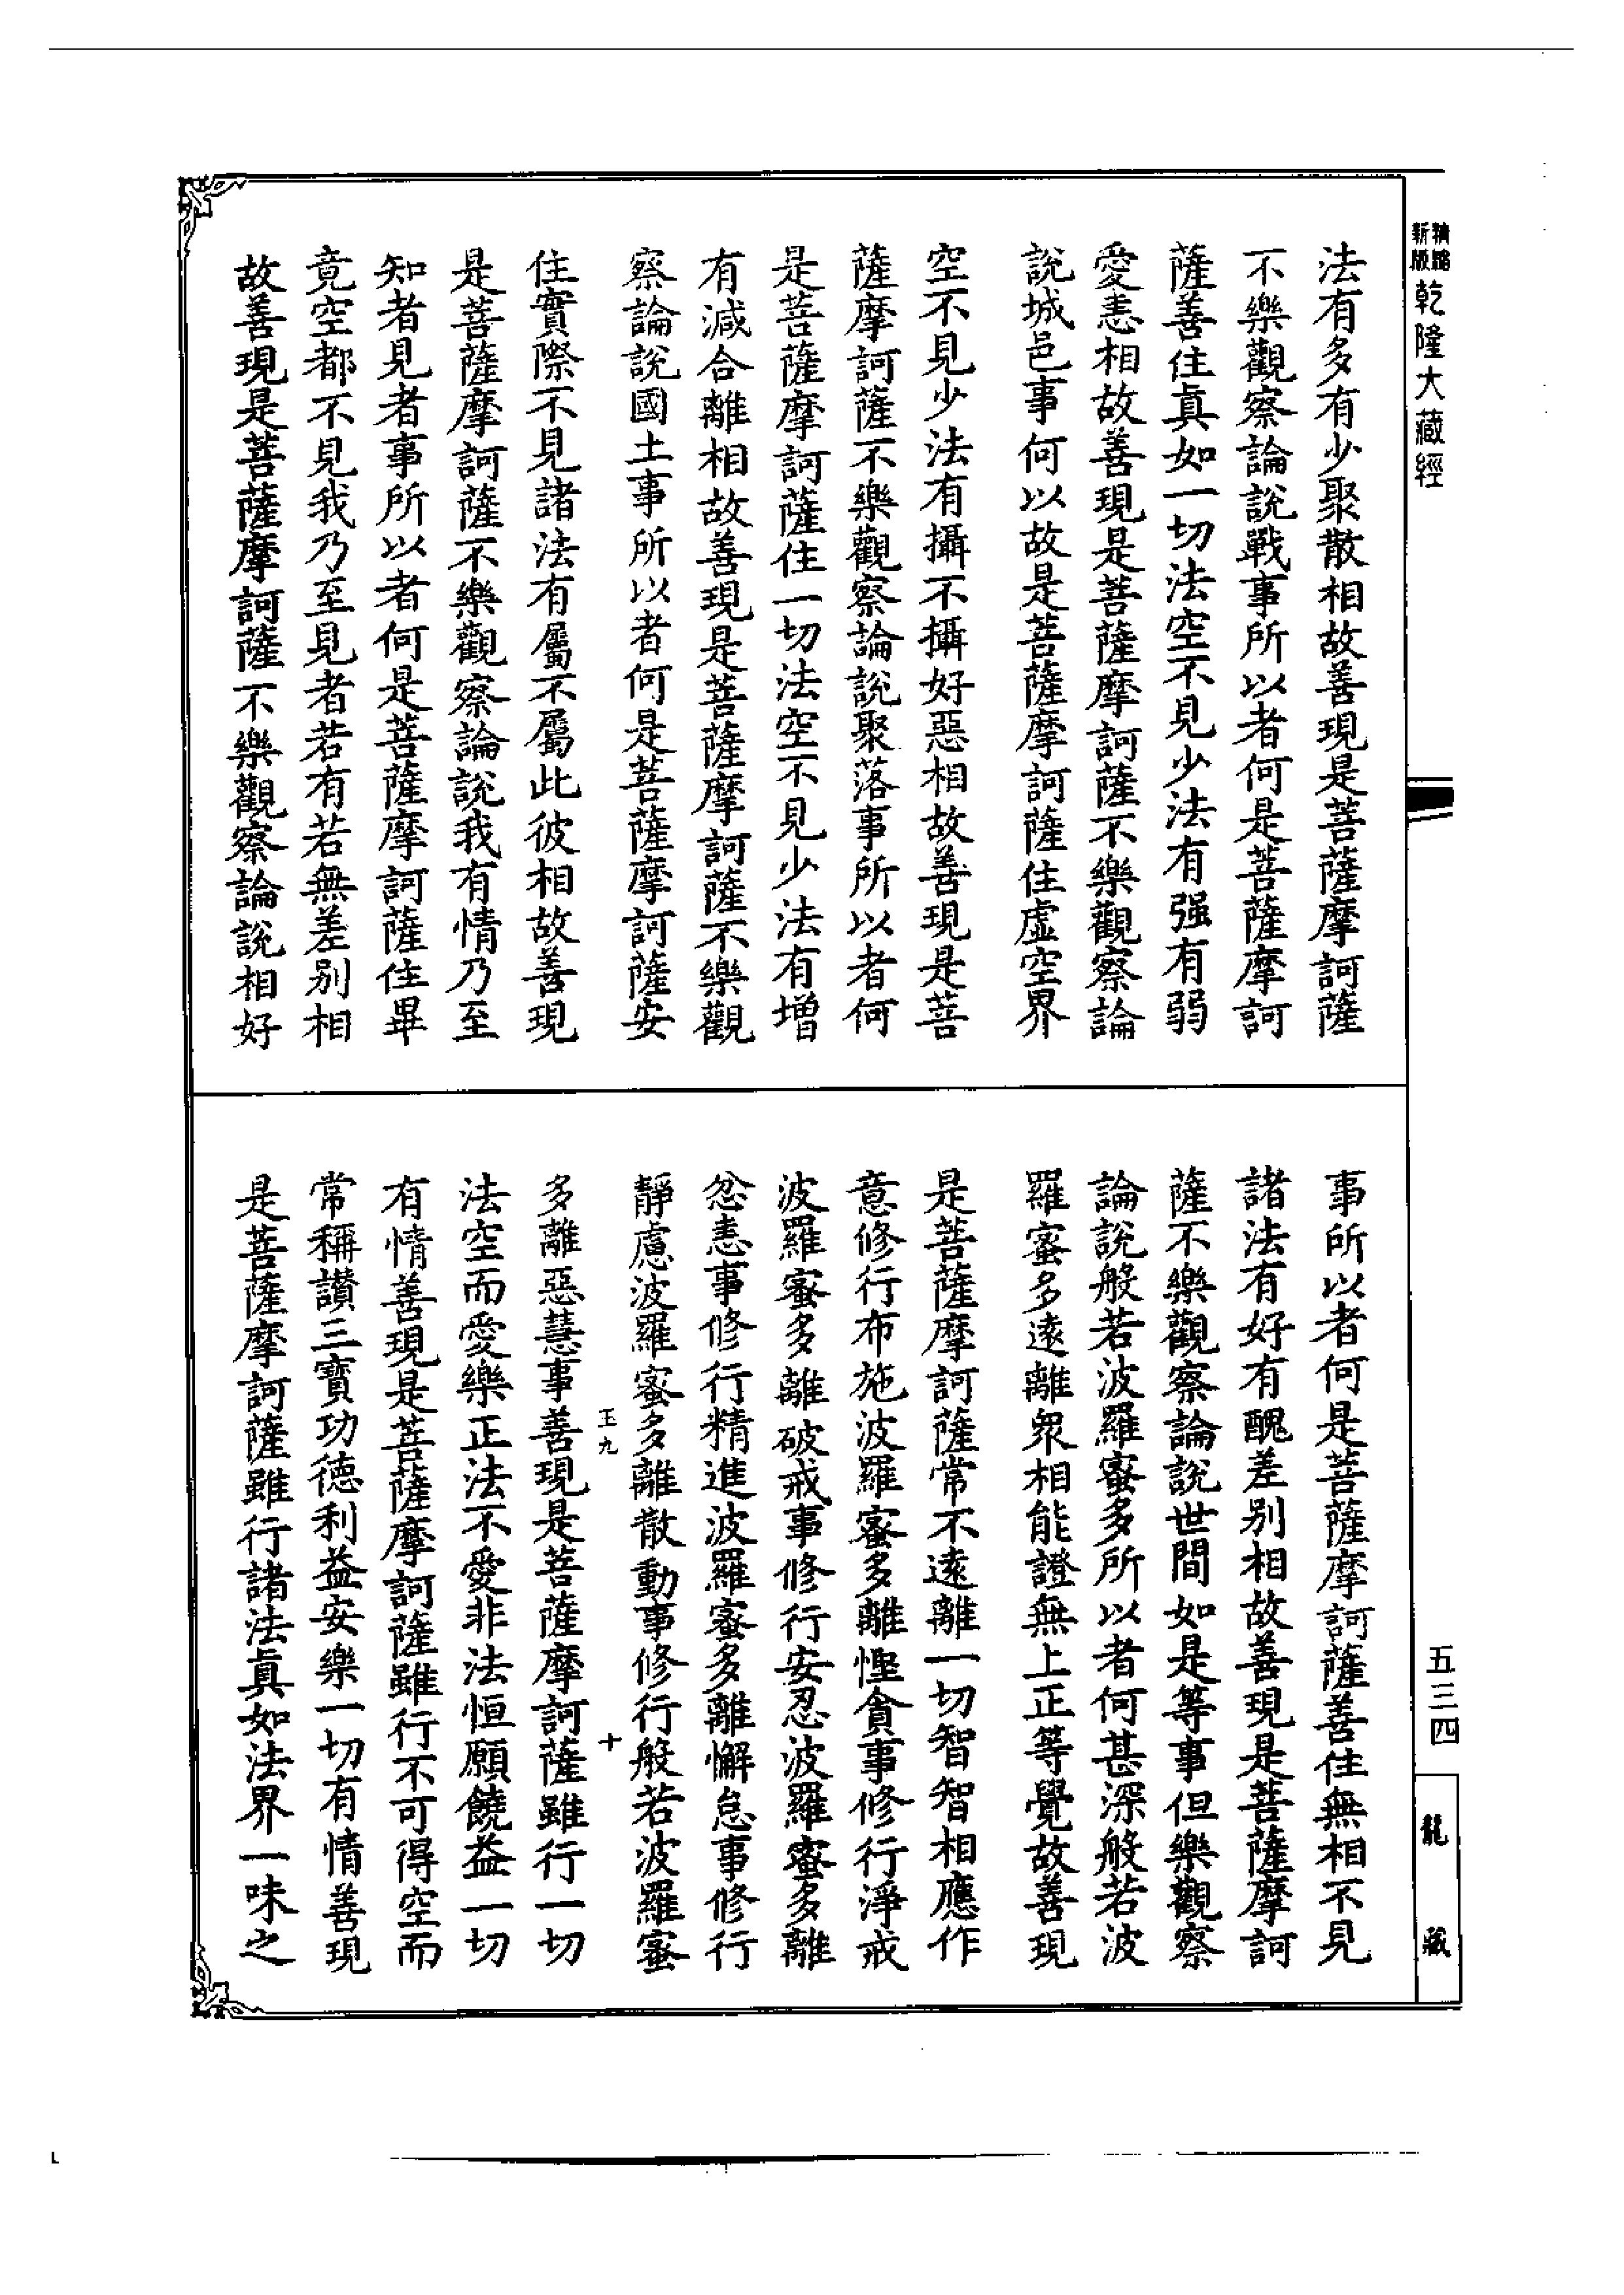 新版
精縮
乾隆大藏經
法有多有少聚散相故善現是菩薩摩訶薩
不樂觀察論說戰事所以者何是菩薩摩訶
薩善住真如一切法空不見少法有强有弱
愛恚相故善現是菩薩摩訶薩不樂觀察論
說城邑事何以故是菩薩摩訶薩住虛空界
空不見少法有攝不攝好惡相故善現是菩
薩摩訶薩不樂觀察論說聚落事所以者何
是菩薩摩訶薩住一切法空不見少法有增
有減合離相故善現是菩薩摩訶薩不樂觀
察論說國土事所以者何是菩薩摩訶薩安
住實際不見諸法有屬不屬此彼相故善現
是菩薩摩訶薩不樂觀察論說我有情乃至
知者見者事所以者何是菩薩摩訶薩住畢
竟空都不見我乃至見者若有若無差別相
故善現是菩薩摩訶薩不樂觀察論說相好
事所以者何是菩薩摩訶薩善住無相不見
諸法有好有醜差別相故善現是菩薩摩訶
薩不樂觀察論說世間如是等事但樂觀察
論說般若波羅蜜多所以者何甚深般若波
羅蜜多遠離衆相能證無上正等覺故善現
是菩薩摩訶薩常不遠離一切智智相應作
意修行布施波羅蜜多離慳貪事修行淨戒
波羅蜜多離破戒事修行安忍波羅蜜多離
忿恚事修行精進波羅蜜多離懈怠事修行
靜慮波羅蜜多離散動事修行般若波羅蜜
王九
十
多離惡慧事善現是菩薩摩訶薩雖行一切
法空而愛樂正法不愛非法恒願饒益一切
有情善現是菩薩摩訶薩雖行不可得空而
常稱讚三寶功德利益安樂一切有情善現
是菩薩摩訶薩雖行諸法真如法界一味之
五三四
龍藏